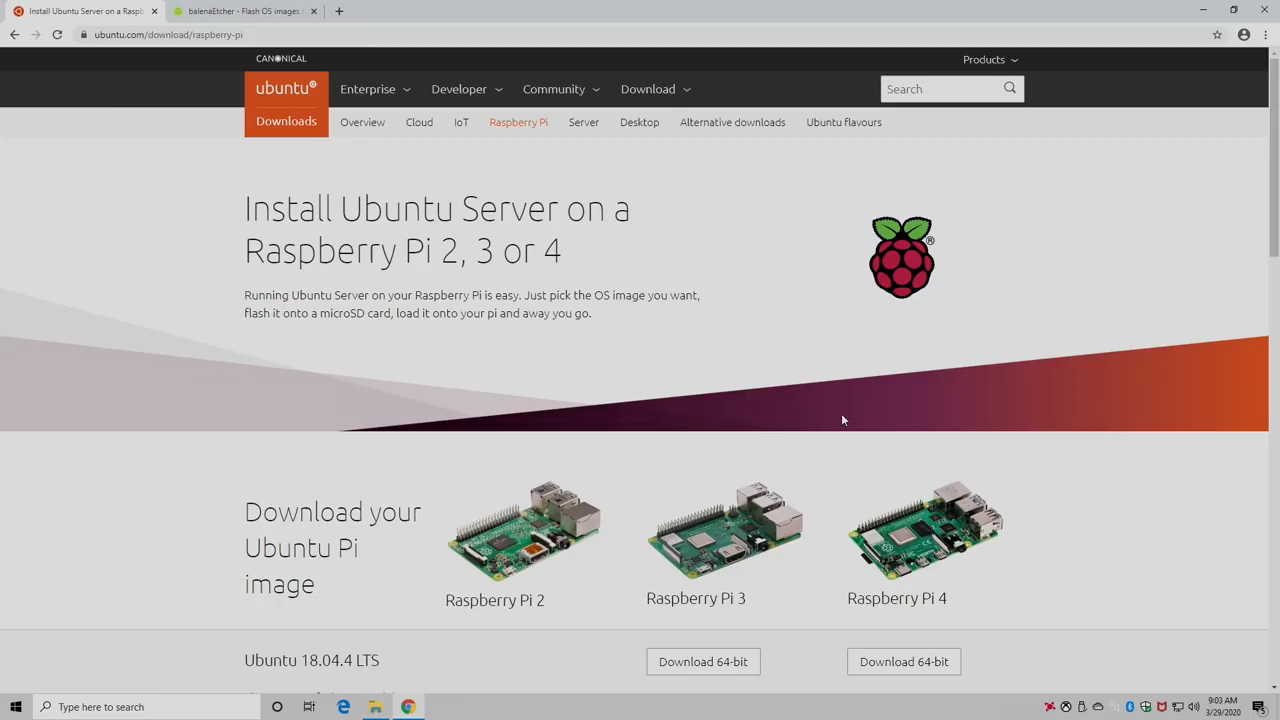 Install Ubuntu Server on a Raspb
balenaEtcher - Flash OS images t
ubuntu.com/download/raspberry-pi
CANONICAL
Products
ubuntu®
Enterprise
Developer
Community
Download
Search
Downloads
Overview
Cloud
IoT
Raspberry Pi
Server
Desktop
Alternative downloads
Ubuntu flavours
Install Ubuntu Server on a
Raspberry Pi 2, 3 or 4
Running Ubuntu Server on your Raspberry Pi is easy. Just pick the OS image you want,
flash it onto a microSD card, load it onto your pi and away you go.
Download your
Ubuntu Pi
image
Raspberry Pi 2
Raspberry Pi 3
Raspberry Pi 4
Ubuntu 18.04.4 LTS
Download 64-bit
Download 64-bit
Type here to search
9:03 AM
3/29/2020